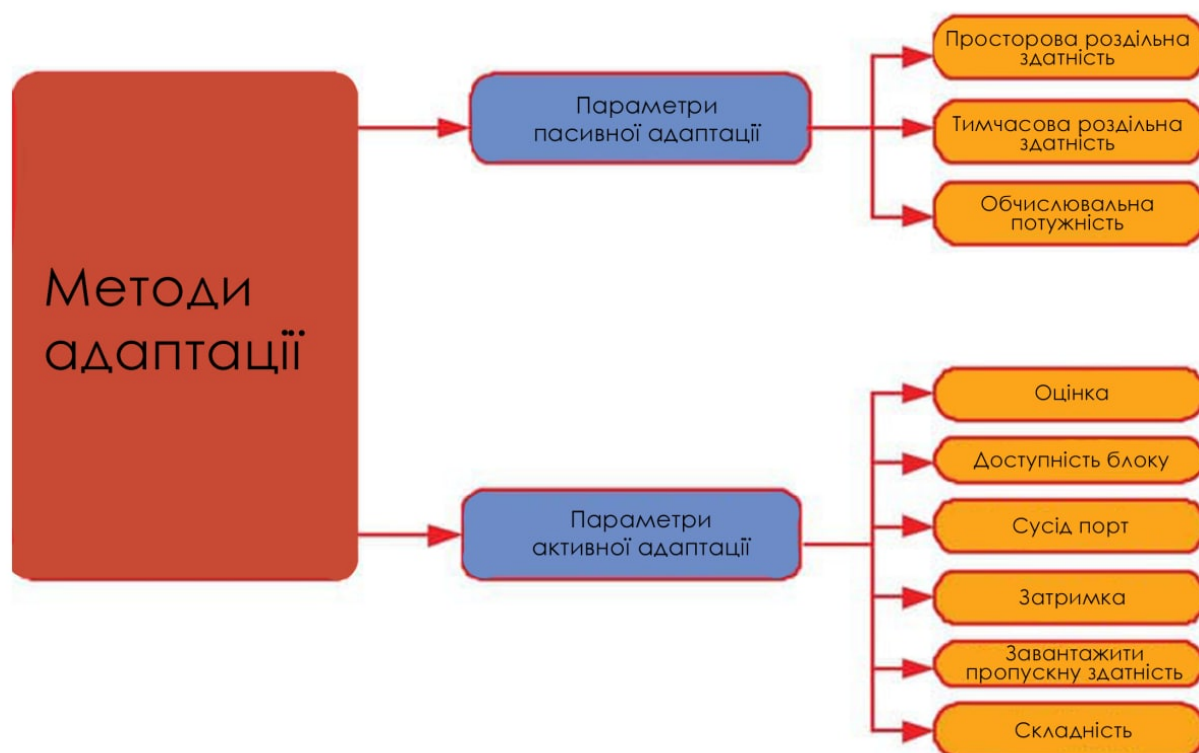 Методи
адаптації
Параметри
пасивної адаптації
Просторова роздільна
здатність
Тимчасова роздільна
здатність
Обчислювальна
потужність
Параметри
активної адаптації
Оцінка
Доступність блоку
Сусід порт
Затримка
Завантажити
пропускну здатність
Складність